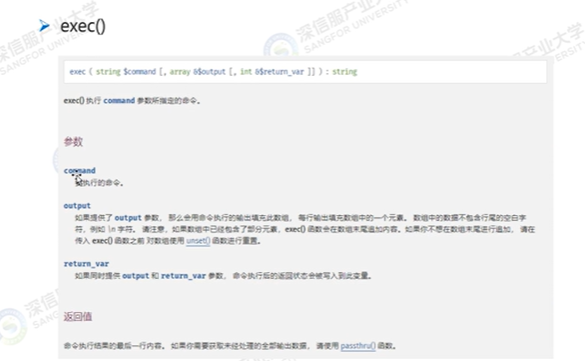 exec()
exec ( string $command [, array &$output [, int &$return_var ]] ) : string
exec() 执行 command 参数所指定的命令。
参数
command
要执行的命令。
output
如果提供了 output 参数， 那么会用命令执行的输出填充此数组， 每行输出填充数组中的一个元素。 数组中的数据不包含行尾的空白字
符，例如 \n 字符。 请注意，如果数组中已经包含了部分元素，exec() 函数会在数组末尾追加内容。如果你不想在数组末尾进行追加， 请在
传入 exec() 函数之前 对数组使用 unset() 函数进行重置。
return_var
如果同时提供 output 和 return_var 参数， 命令执行后的返回状态会被写入到此变量。
返回值
命令执行结果的最后一行内容。 如果你需要获取未经处理的全部输出数据， 请使用 passthru() 函数。
深信服产业大学
SANGFOR UNIVERSITY